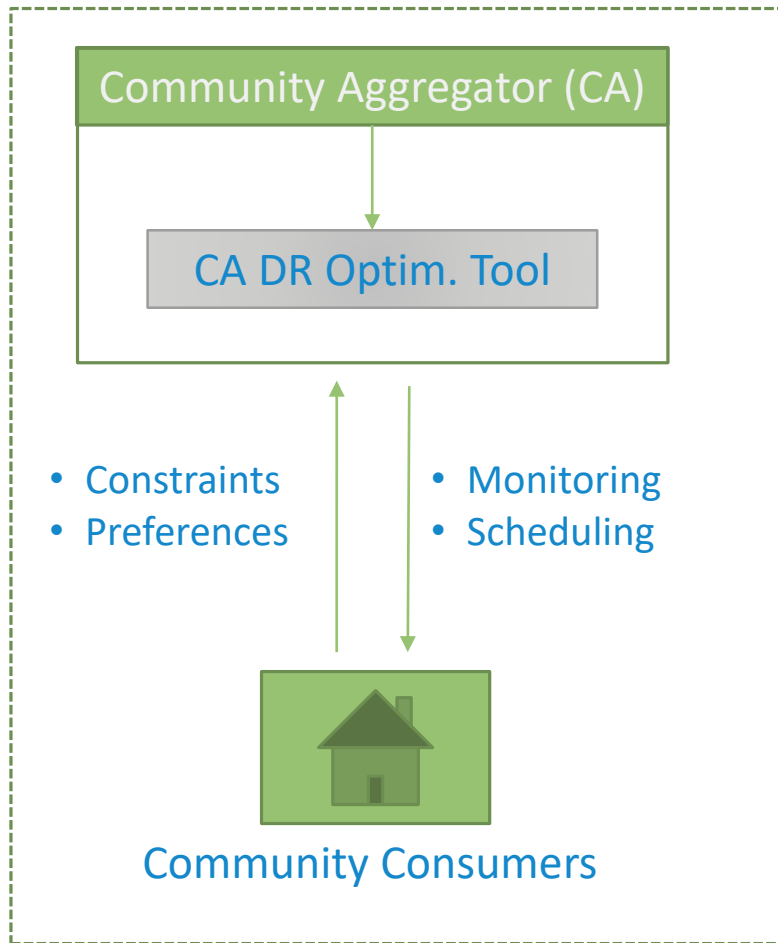 Community Aggregator (CA)
CA DR Optim. Tool
• Constraints
• Preferences
• Monitoring
• Scheduling
Community Consumers